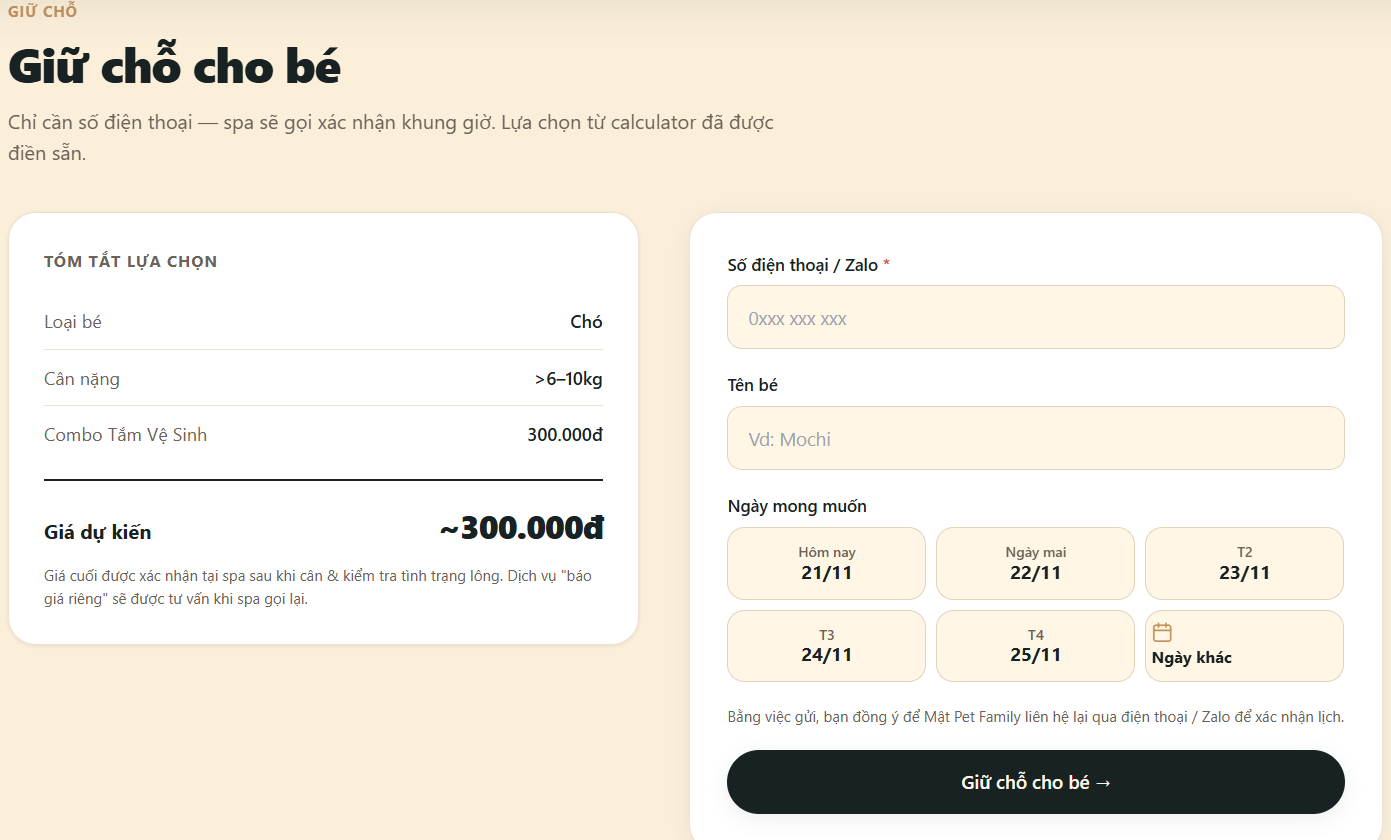 GIỮ CHỖ
Giữ chỗ cho bé
Chỉ cần số điện thoại — spa sẽ gọi xác nhận khung giờ. Lựa chọn từ calculator đã được
điền sẵn.
TÓM TẮT LỰA CHỌN
Loại bé Chó
Cân nặng >6–10kg
Combo Tắm Vệ Sinh 300.000đ
Giá dự kiến ~300.000đ
Giá cuối được xác nhận tại spa sau khi cân & kiểm tra tình trạng lông. Dịch vụ "báo
giá riêng" sẽ được tư vấn khi spa gọi lại.
Số điện thoại / Zalo *
0xxx xxx xxx
Tên bé
Vd: Mochi
Ngày mong muốn
Hôm nay Ngày mai T2
21/11 22/11 23/11
T3 T4
24/11 25/11 Ngày khác
Bằng việc gửi, bạn đồng ý để Mật Pet Family liên hệ lại qua điện thoại / Zalo để xác nhận lịch.
Giữ chỗ cho bé →